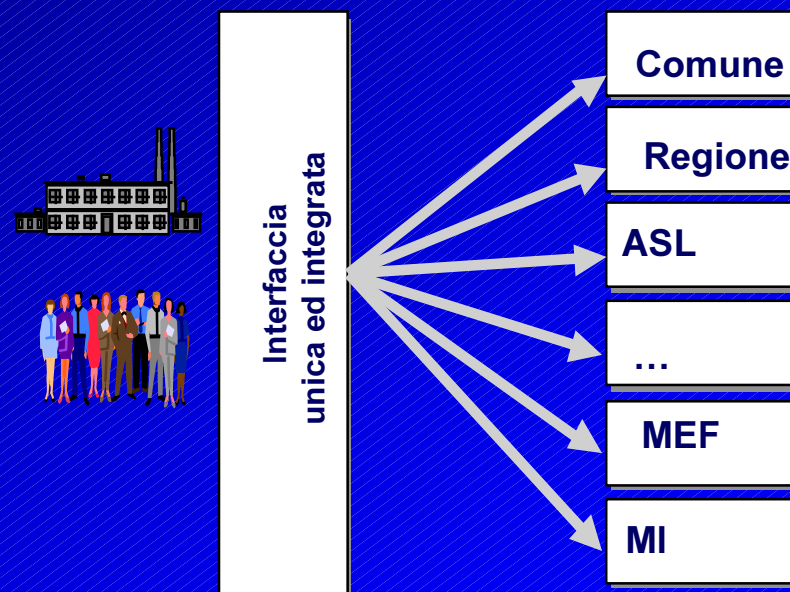 Interfaccia
unica ed integrata
Comune
Regione
ASL
...
MEF
MI